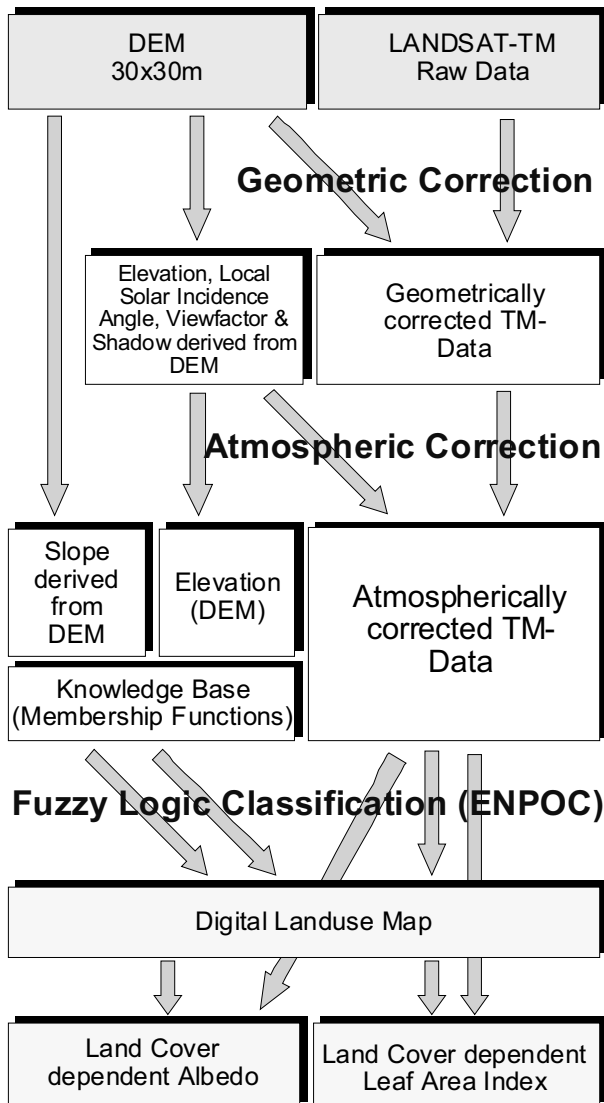 DEM
30x30m
LANDSAT-TM
Raw Data
Geometric Correction
Elevation, Local
Solar Incidence
Angle, Viewfactor &
Shadow derived from
DEM
Geometrically
corrected TM-
Data
Atmospheric Correction
Slope
derived
from
DEM
Elevation
(DEM)
Atmospherically
corrected TM-
Data
Knowledge Base
(Membership Functions)
Fuzzy Logic Classification (ENPOC)
Digital Landuse Map
Land Cover
dependent Albedo
Land Cover dependent
Leaf Area Index